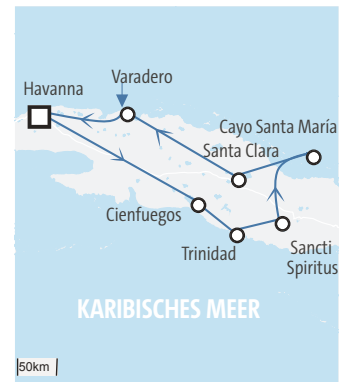 Varadero
Havanna
Cayo Santa María
Santa Clara
Cienfuegos
Trinidad
Sancti
Spiritus
KARIBISCHES MEER
50km